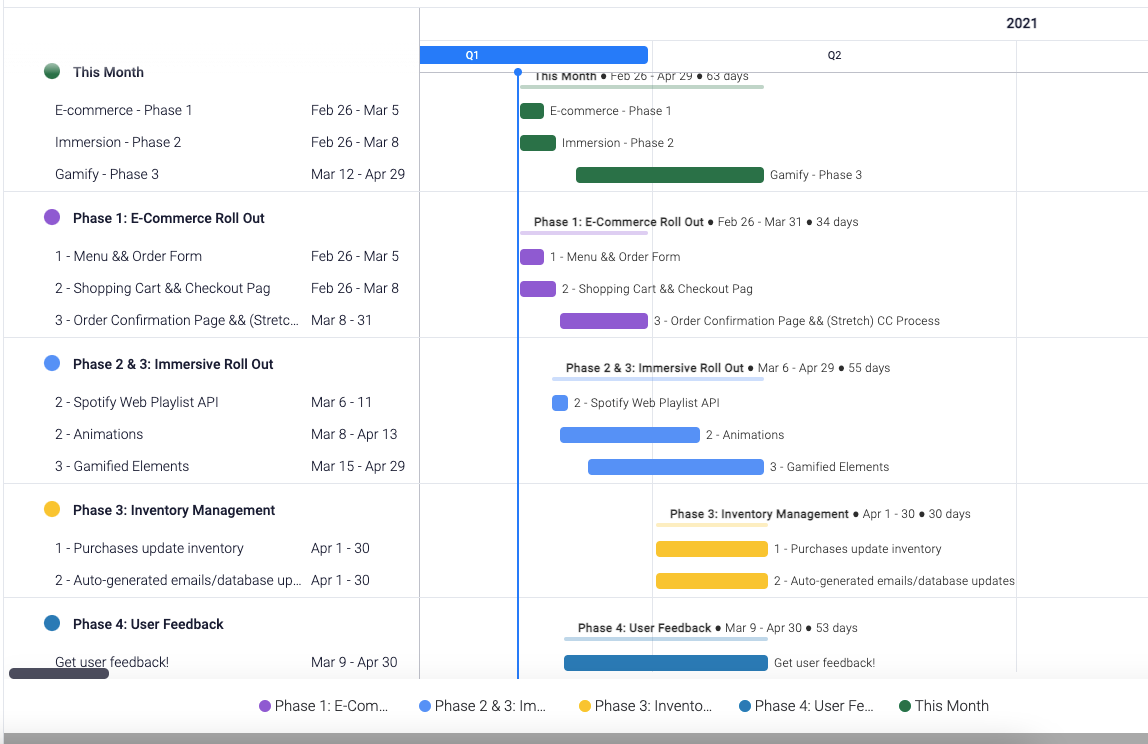 2021
Q1 Q2
This Month This Month ● Feb 26 - Apr 29 ● 63 days
E-commerce - Phase 1 Feb 26 - Mar 5 E-commerce - Phase 1
Immersion - Phase 2 Feb 26 - Mar 8 Immersion - Phase 2
Gamify - Phase 3 Mar 12 - Apr 29 Gamify - Phase 3
Phase 1: E-Commerce Roll Out Phase 1: E-Commerce Roll Out ● Feb 26 - Mar 31 ● 34 days
1 - Menu && Order Form Feb 26 - Mar 5 1 - Menu && Order Form
2 - Shopping Cart && Checkout Pag Feb 26 - Mar 8 2 - Shopping Cart && Checkout Pag
3 - Order Confirmation Page && (Stretc... Mar 8 - 31 3 - Order Confirmation Page && (Stretch) CC Process
Phase 2 & 3: Immersive Roll Out Phase 2 & 3: Immersive Roll Out ● Mar 6 - Apr 29 ● 55 days
2 - Spotify Web Playlist API Mar 6 - 11 2 - Spotify Web Playlist API
2 - Animations Mar 8 - Apr 13 2 - Animations
3 - Gamified Elements Mar 15 - Apr 29 3 - Gamified Elements
Phase 3: Inventory Management Phase 3: Inventory Management ● Apr 1 - 30 ● 30 days
1 - Purchases update inventory Apr 1 - 30 1 - Purchases update inventory
2 - Auto-generated emails/database up... Apr 1 - 30 2 - Auto-generated emails/database updates
Phase 4: User Feedback Phase 4: User Feedback ● Mar 9 - Apr 30 ● 53 days
Get user feedback! Mar 9 - Apr 30 Get user feedback!
Phase 1: E-Com... Phase 2 & 3: Im... Phase 3: Invento... Phase 4: User Fe... This Month